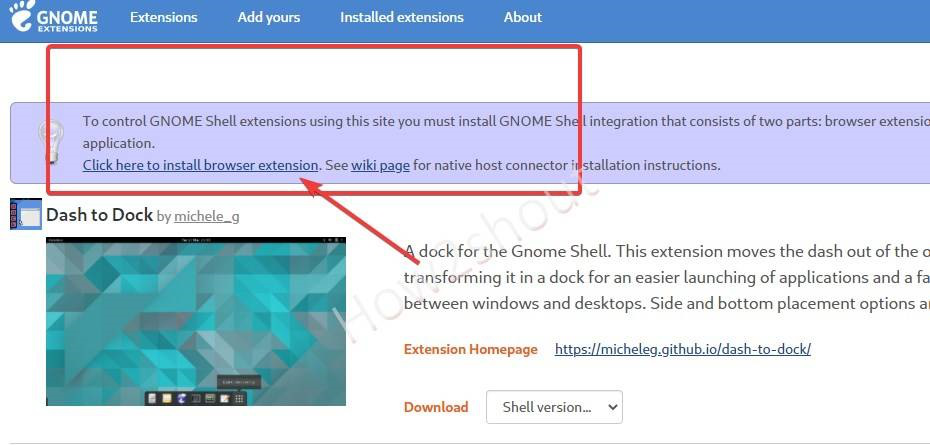 GNOME
EXTENSIONS
Extensions
Add yours
Installed extensions
About
To control GNOME Shell extensions using this site you must install GNOME Shell integration that consists of two parts: browser extensio
application.
Click here to install browser extension. See wiki page for native host connector installation instructions.
Dash to Dock by michele_g
A dock for the Gnome Shell. This extension moves the dash out of the o
transforming it in a dock for an easier launching of applications and a fa
between windows and desktops. Side and bottom placement options a
Extension Homepage https://micheleg.github.io/dash-to-dock/
Download Shell version...
How2shout